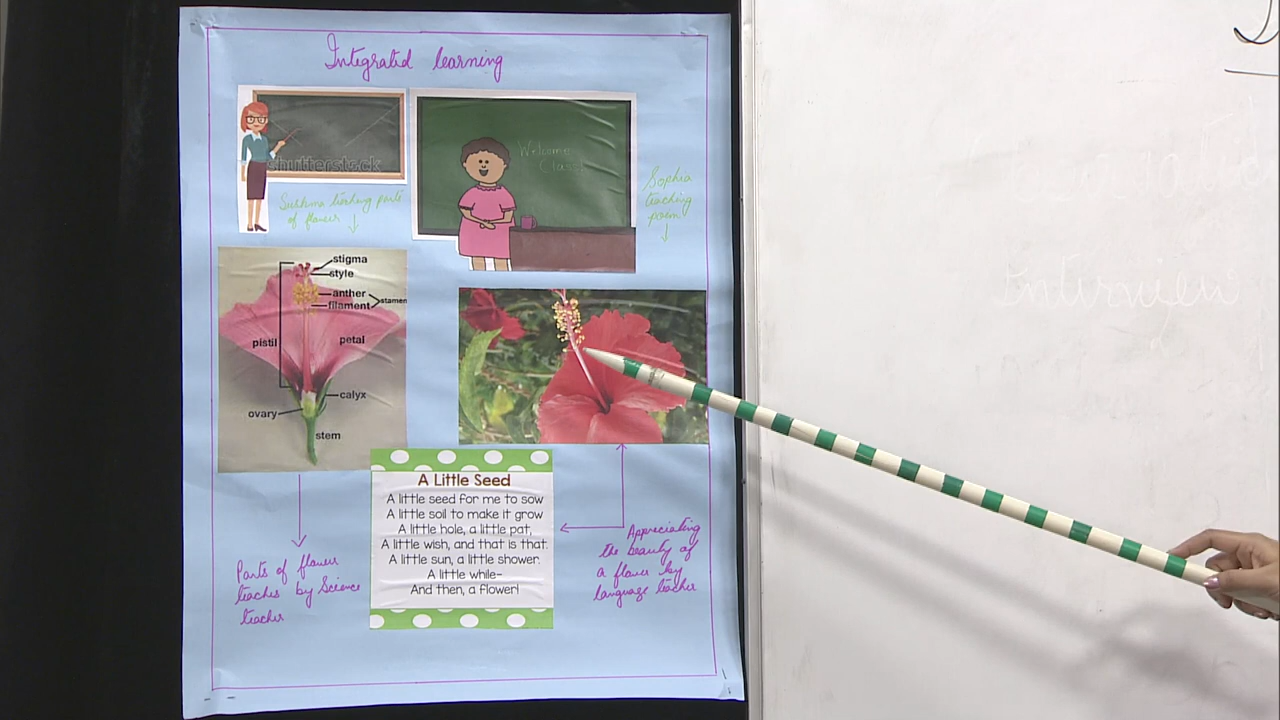 Integrated learning
shutterstock
Welcome
Class
Sushma teaching parts
of flower
Sophia
teaching
poem
stigma
style
anther
filament
stamen
pistil
petal
calyx
ovary
stem
A Little Seed
A little seed for me to sow
A little soil to make it grow
A little hole, a little pat,
A little wish, and that is that.
A little sun, a little shower.
A little while-
And then, a flower!
Parts of flower
teaches by Science
teacher
Appreciating
the beauty of
a flower by
language teacher
Interview